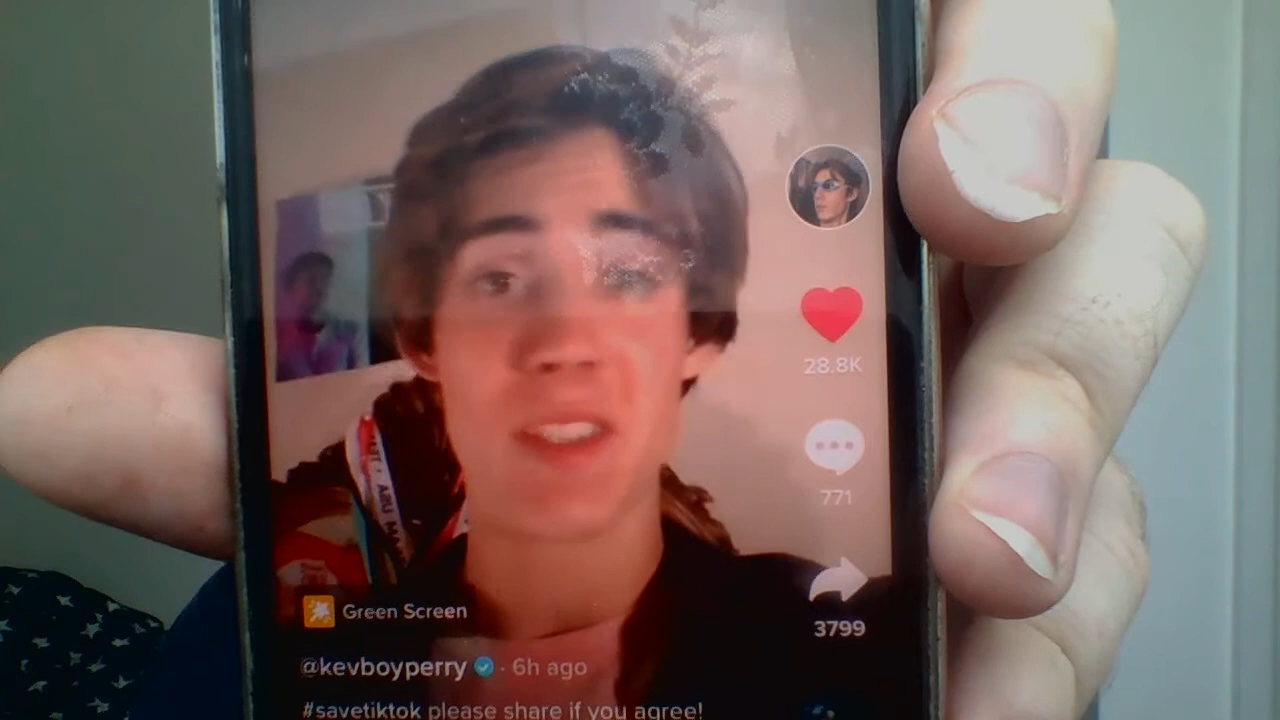 28.8K
771
3799
Green Screen
@kevboyperry · 6h ago
#savetiktok please share if you agree!